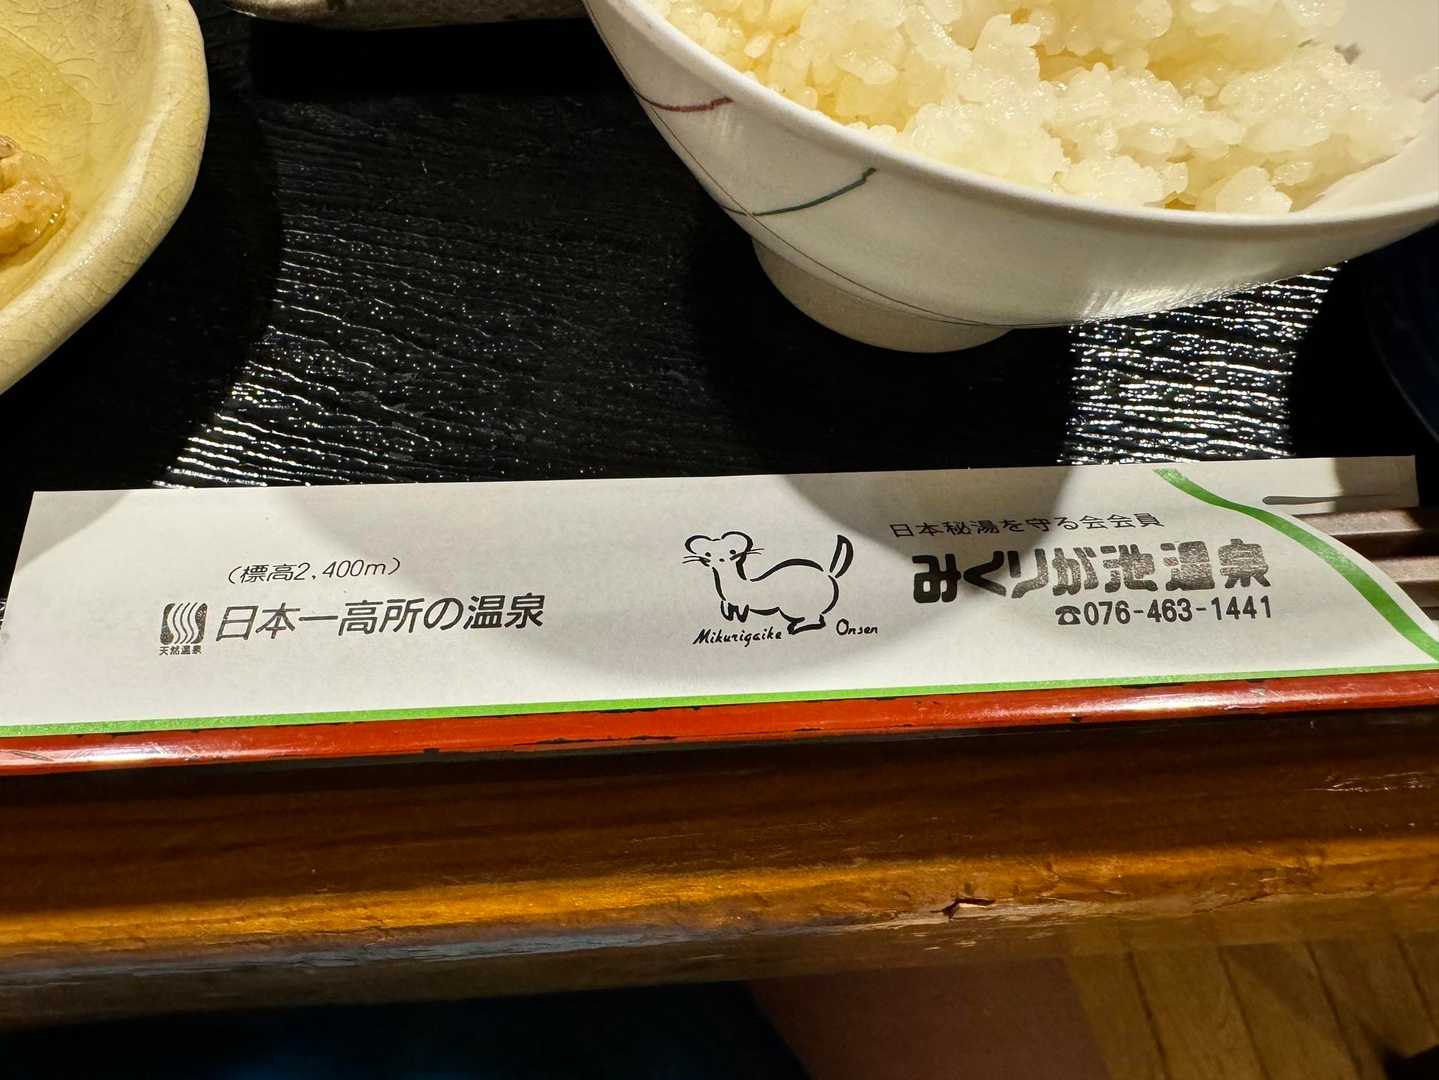 (標高2,400m)
日本一高所の温泉
天然温泉
Mikurigaike Onsen
日本秘湯を守る会会員
みくりが池温泉
☎076-463-1441